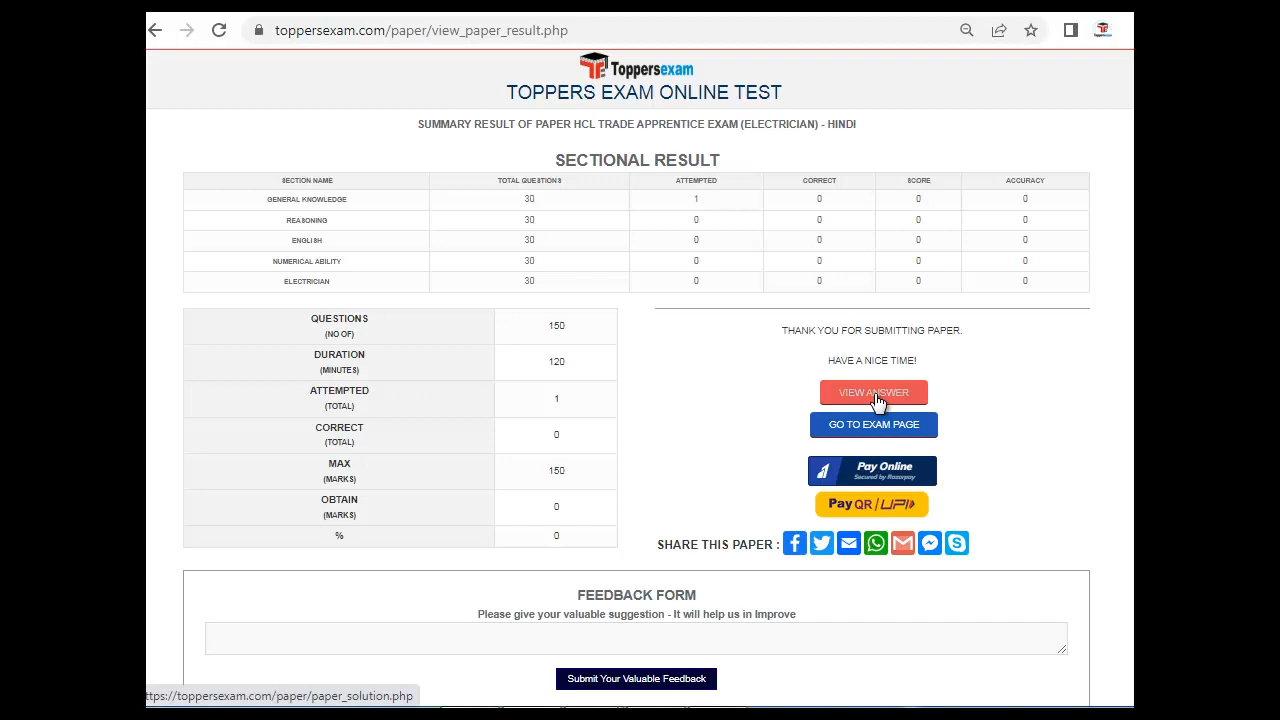 toppersexam.com/paper/view_paper_result.php
Toppersexam
TOPPERS EXAM ONLINE TEST
SUMMARY RESULT OF PAPER HCL TRADE APPRENTICE EXAM (ELECTRICIAN) - HINDI
SECTIONAL RESULT
SECTION NAME TOTAL QUESTIONS ATTEMPTED CORRECT SCORE ACCURACY
GENERAL KNOWLEDGE 30 1 0 0 0
REASONING 30 0 0 0 0
ENGLISH 30 0 0 0 0
NUMERICAL ABILITY 30 0 0 0 0
ELECTRICIAN 30 0 0 0 0
QUESTIONS
(NO OF) 150
DURATION
(MINUTES) 120
ATTEMPTED
(TOTAL) 1
CORRECT
(TOTAL) 0
MAX
(MARKS) 150
OBTAIN
(MARKS) 0
% 0
THANK YOU FOR SUBMITTING PAPER.
HAVE A NICE TIME!
VIEW ANSWER
GO TO EXAM PAGE
Pay Online
Secured by Razorpay
Pay QR / UPI
SHARE THIS PAPER :
FEEDBACK FORM
Please give your valuable suggestion - It will help us in Improve
Submit Your Valuable Feedback
ttps://toppersexam.com/paper/paper_solution.php